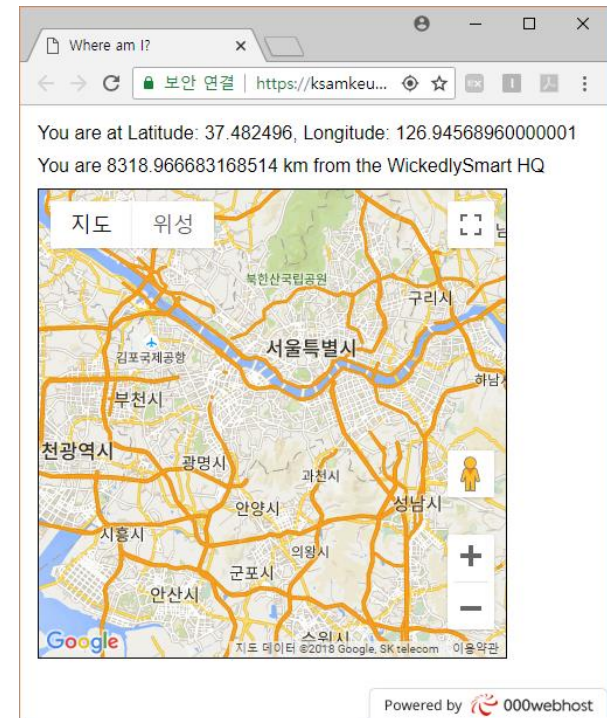 Where am I?
보안 연결 | https://ksamkeu...
You are at Latitude: 37.482496, Longitude: 126.94568960000001
You are 8318.966683168514 km from the WickedlySmart HQ
지도 위성
북한산국립공원
구리시
서울특별시
김포국제공항
하남
부천시
천광역시
광명시
과천시
안양시
성남시
시흥시
의왕시
군포시
안산시
Google
지도 데이터 ©2018 Google, SK telecom 이용약관
Powered by 000webhost